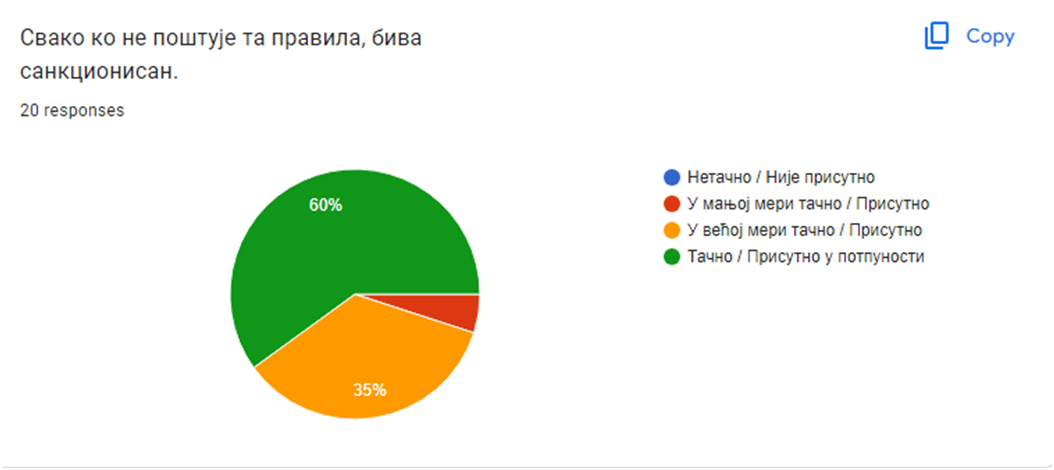 Свако ко не поштује та правила, бива
санкционисан.
Copy
20 responses
60%
35%
Нетачно / Није присутно
У мањој мери тачно / Присутно
У већој мери тачно / Присутно
Тачно / Присутно у потпуности